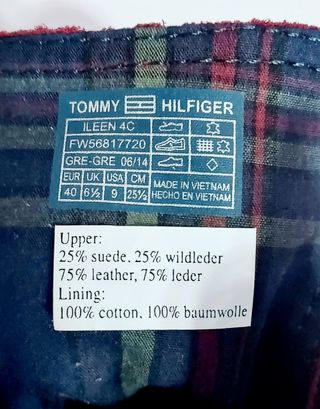 TOMMY HILFIGER
ILEEN 4C
FW56817720
GRE-GRE 06/14
EUR UK USA CM
40 6½ 9 25½
MADE IN VIETNAM
HECHO EN VIETNAM
Upper:
25% suede, 25% wildleder
75% leather, 75% leder
Lining:
100% cotton, 100% baumwolle